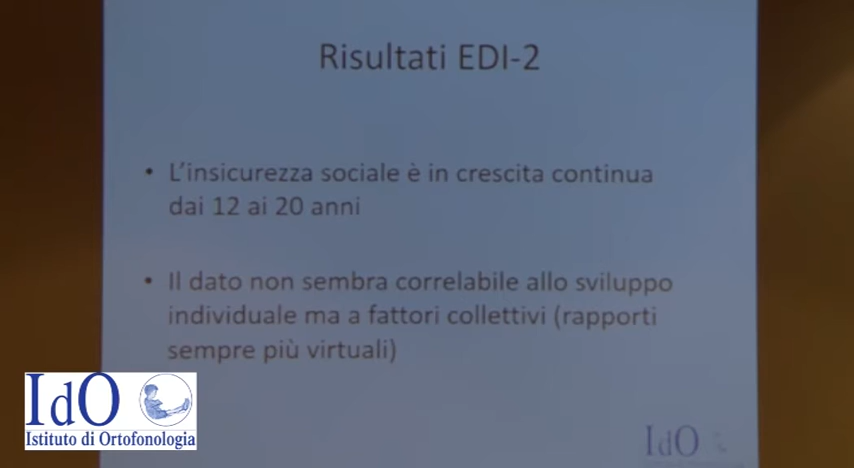 Risultati EDI-2
• L'insicurezza sociale è in crescita continua
dai 12 ai 20 anni
• Il dato non sembra correlabile allo sviluppo
individuale ma a fattori collettivi (rapporti
sempre più virtuali)
IdO
Istituto di Ortofonologia
IdO